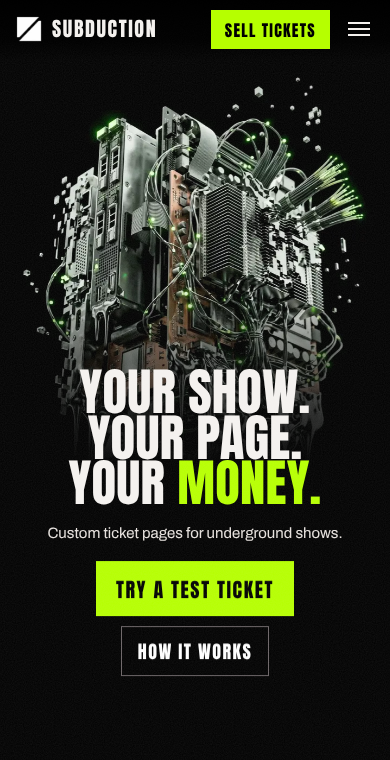 SUBDUCTION
SELL TICKETS
YOUR SHOW.
YOUR PAGE.
YOUR MONEY.
Custom ticket pages for underground shows.
TRY A TEST TICKET
HOW IT WORKS